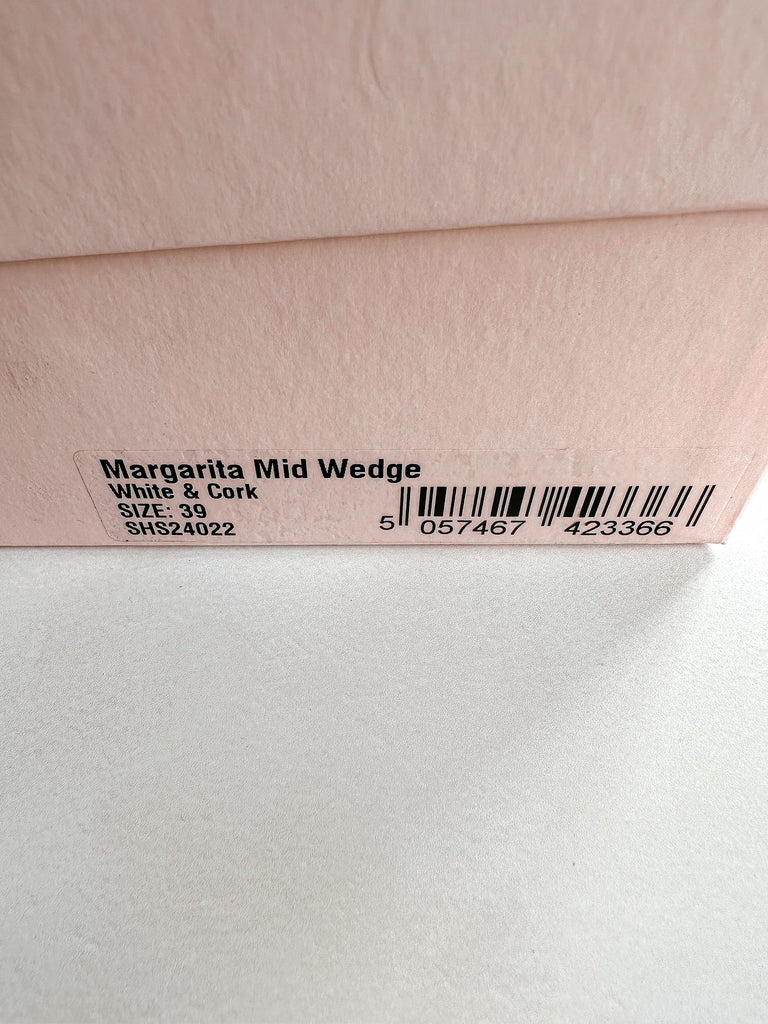 Margarita Mid Wedge
White & Cork
SIZE: 39
SHS24022
5 057467 423366